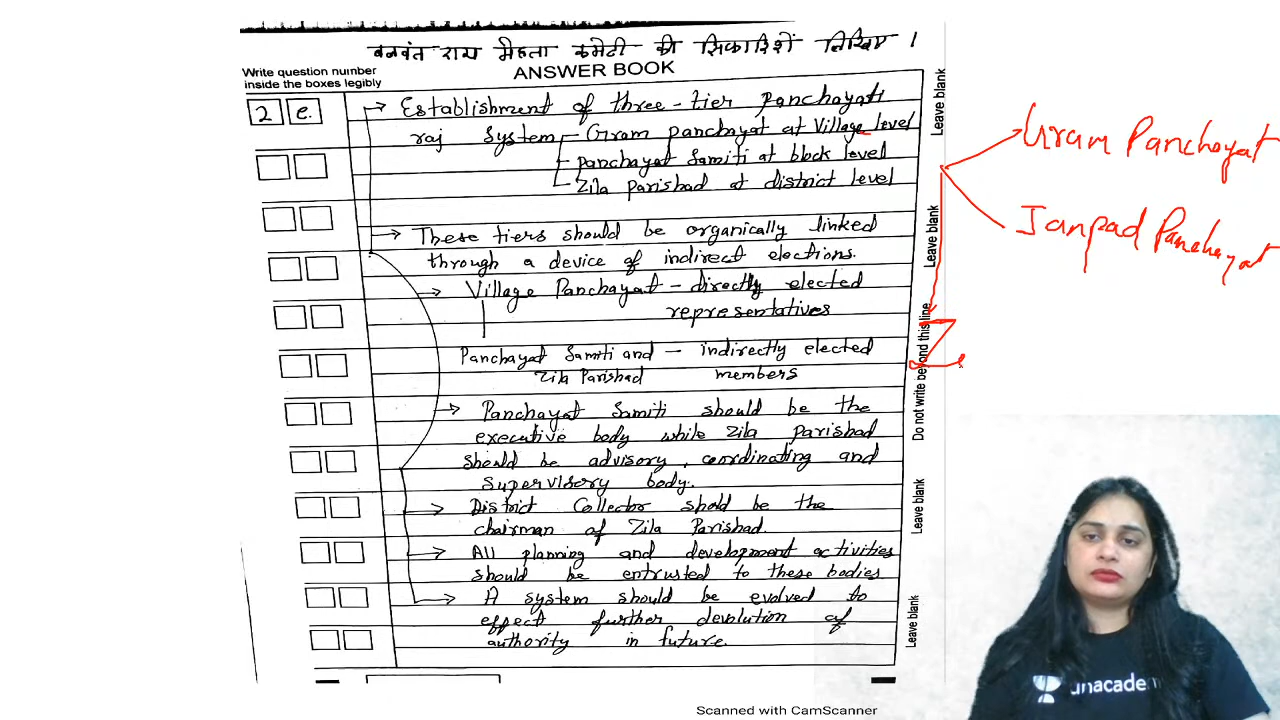 बलवंत राय मेहता कमेटी की सिफारिशें लिखिए ।
Write question number
inside the boxes legibly
ANSWER BOOK
2 e.
→ Establishment of three-tier panchayati
raj system - Gram panchayat at Village level
- panchayat Samiti at block level
- Zila parishad at district level
→ These tiers should be organically linked
through a device of indirect elections.
→ Village Panchayat - directly elected
representatives
Panchayat Samiti and - indirectly elected
Zila Parishad members
→ Panchayat Samiti should be the
executive body while Zila parishad
should be advisory, coordinating and
supervisory body.
→ District Collector shold be the
chairman of Zila Parishad.
→ All planning and development activities
should be entrusted to these bodies
→ A system should be evolved to
effect further devolution of
authority in future.
Leave blank
Leave blank
Do not write beyond this line
Leave blank
Leave blank
Gram Panchayat
Janpad Panchayat
Z
unacadem
Scanned with CamScanner